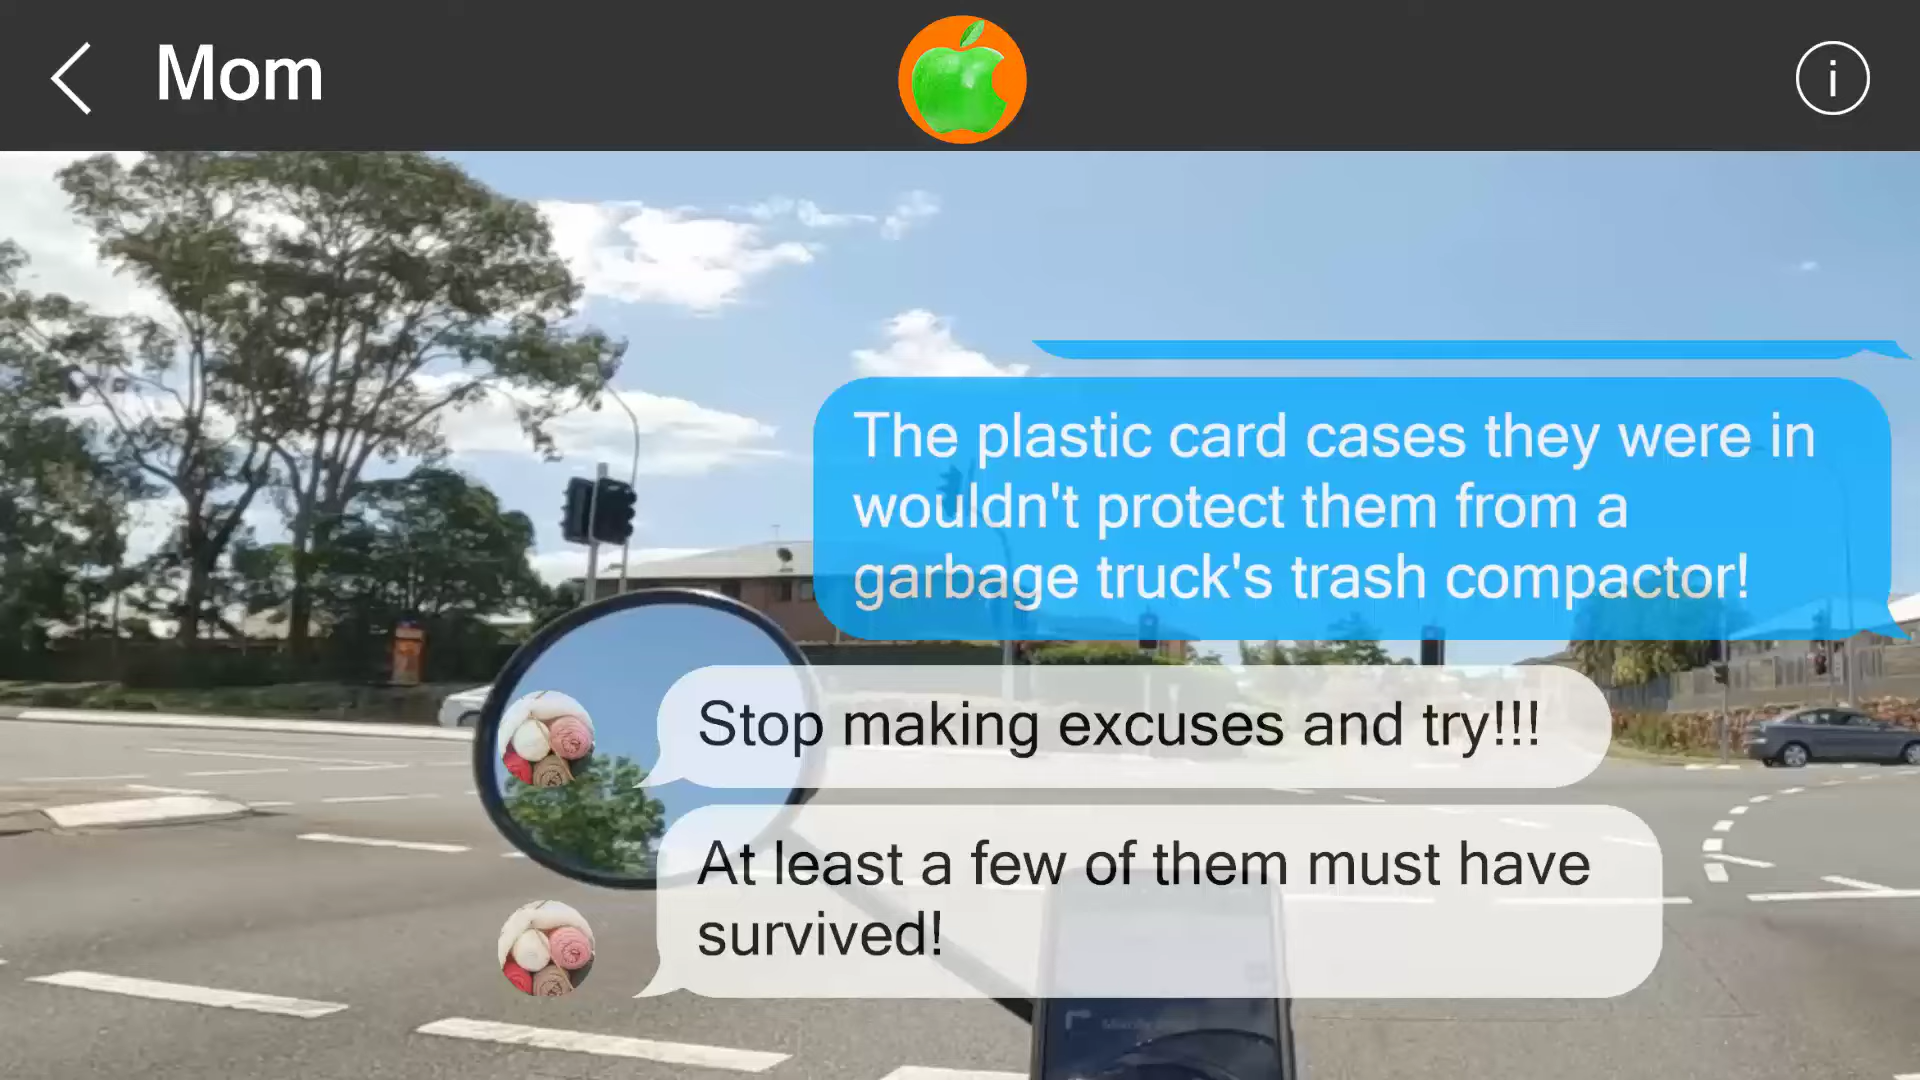 Mom
The plastic card cases they were in
wouldn't protect them from a
garbage truck's trash compactor!
Stop making excuses and try!!!
At least a few of them must have
survived!